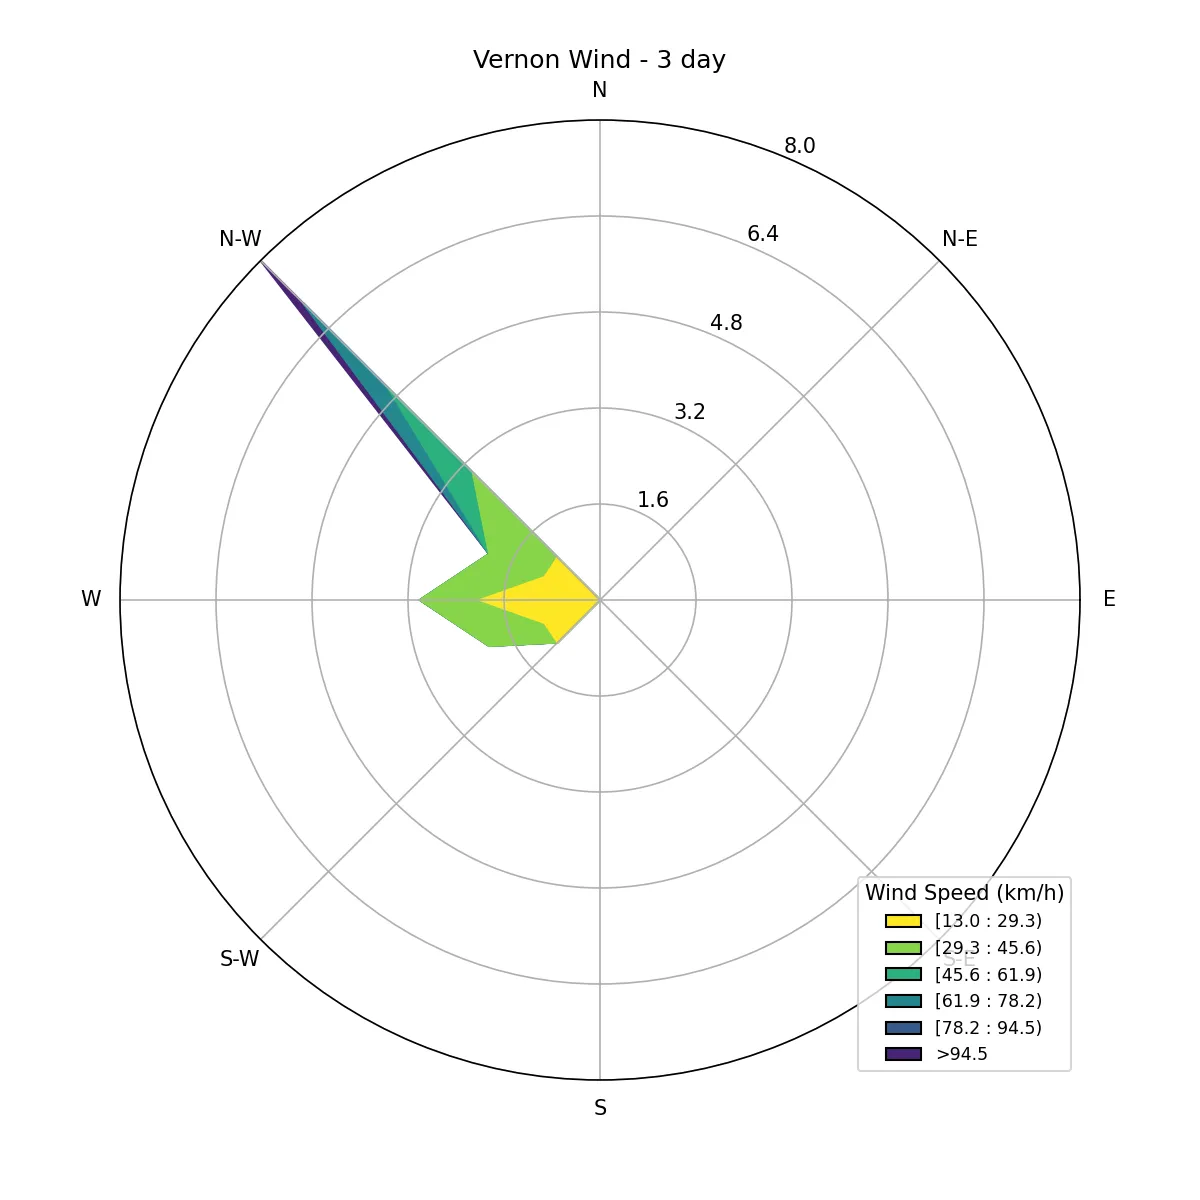 Vernon Wind - 3 day
N
8.0
6.4
N-W
N-E
4.8
3.2
1.6
W
E
S-W
S-E
S
Wind Speed (km/h)
[13.0 : 29.3)
[29.3 : 45.6)
[45.6 : 61.9)
[61.9 : 78.2)
[78.2 : 94.5)
>94.5